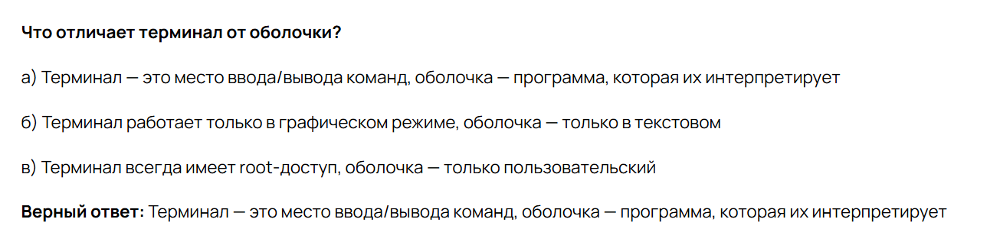 Что отличает терминал от оболочки?
а) Терминал — это место ввода/вывода команд, оболочка — программа, которая их интерпретирует
б) Терминал работает только в графическом режиме, оболочка — только в текстовом
в) Терминал всегда имеет root-доступ, оболочка — только пользовательский
Верный ответ: Терминал — это место ввода/вывода команд, оболочка — программа, которая их интерпретирует